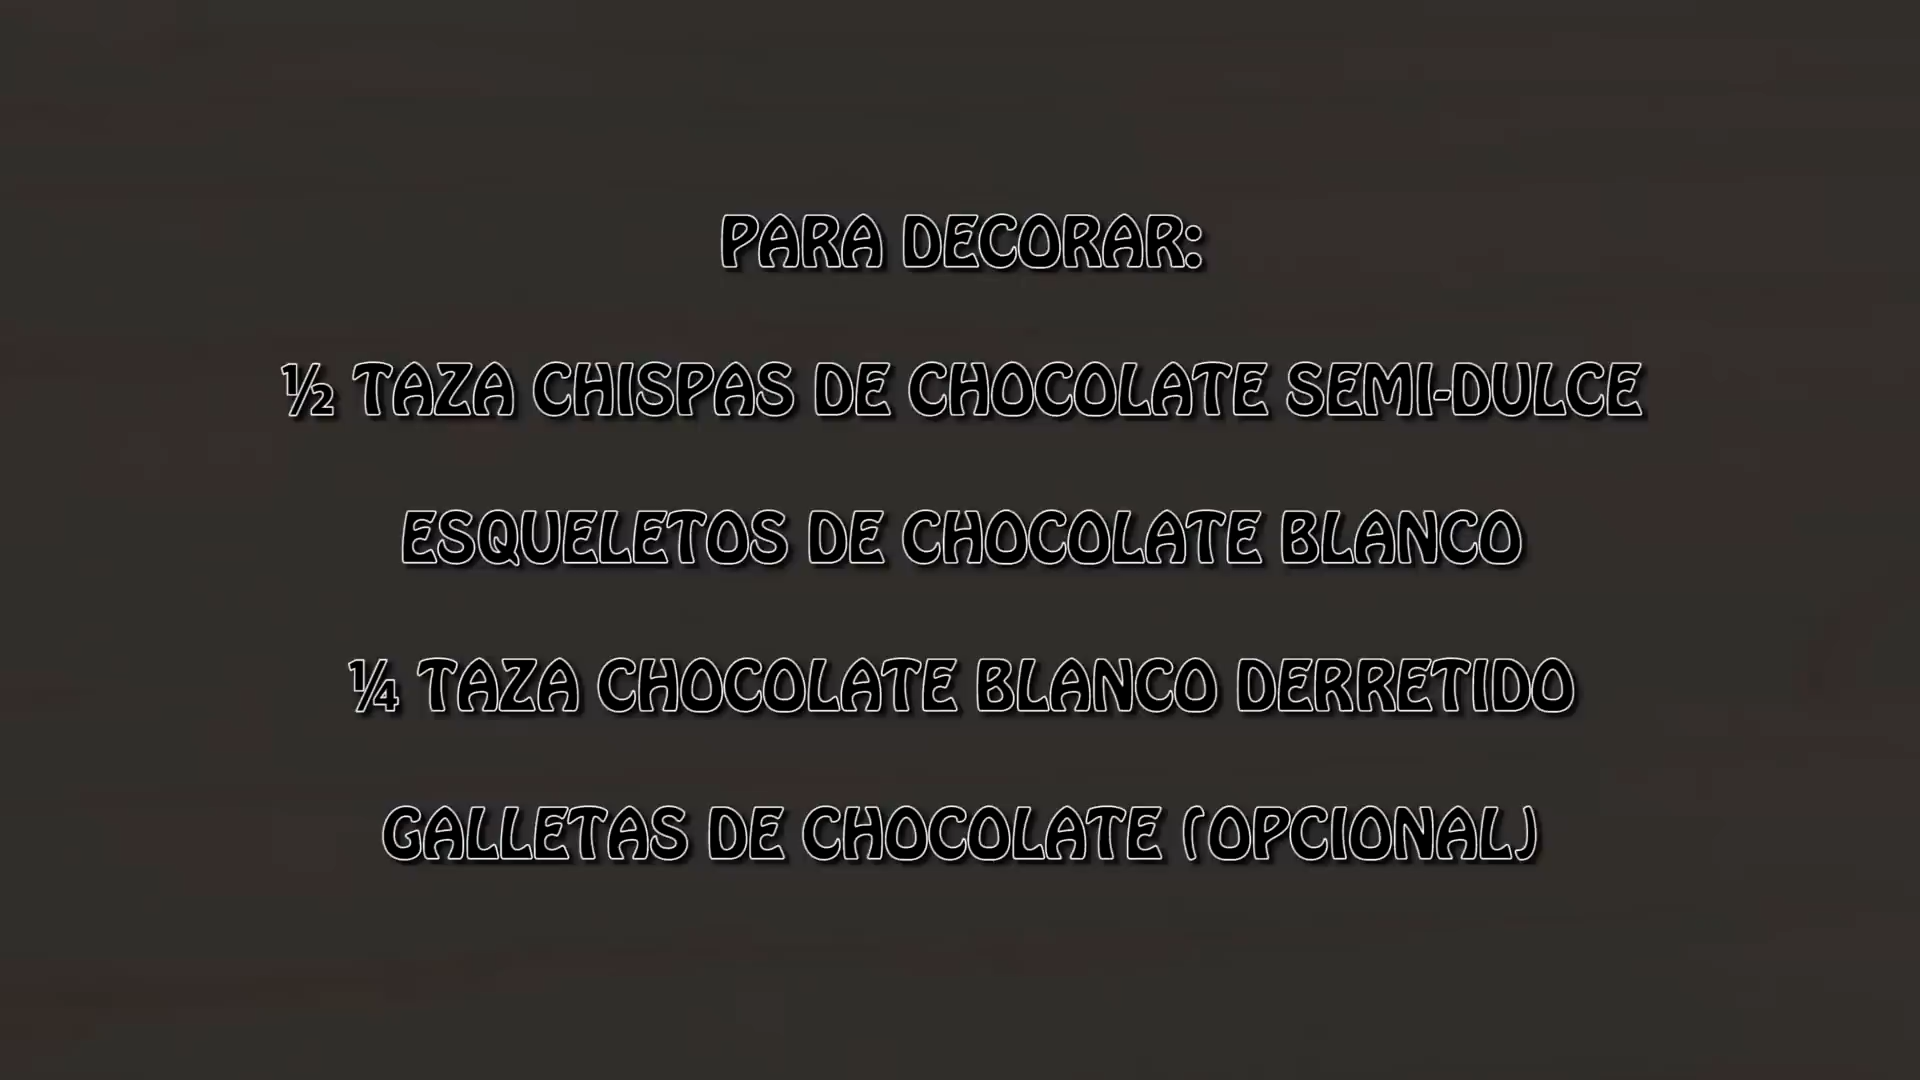 PARA DECORAR:
½ TAZA CHISPAS DE CHOCOLATE SEMI-DULCE
ESQUELETOS DE CHOCOLATE BLANCO
¼ TAZA CHOCOLATE BLANCO DERRETIDO
GALLETAS DE CHOCOLATE (OPCIONAL)